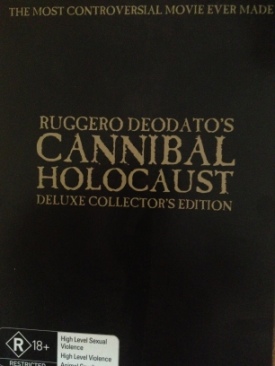 THE MOST CONTROVERSIAL MOVIE EVER MADE
RUGGERO DEODATO'S
CANNIBAL
HOLOCAUST
DELUXE COLLECTOR'S EDITION
R 18+
RESTRICTED
High Level Sexual
Violence
High Level Violence
Animal